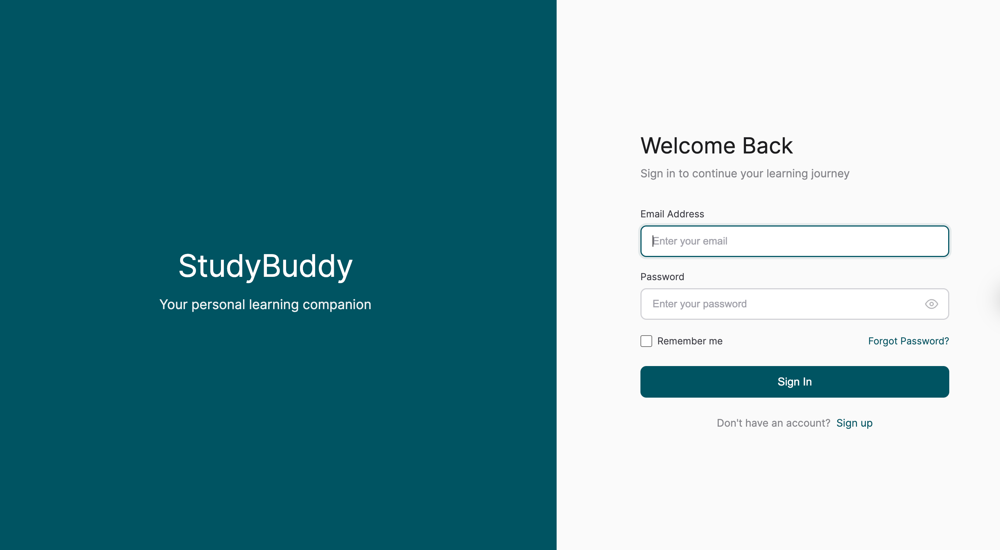 StudyBuddy
Your personal learning companion
Welcome Back
Sign in to continue your learning journey
Email Address
Enter your email
Password
Enter your password
Remember me
Forgot Password?
Sign In
Don't have an account? Sign up